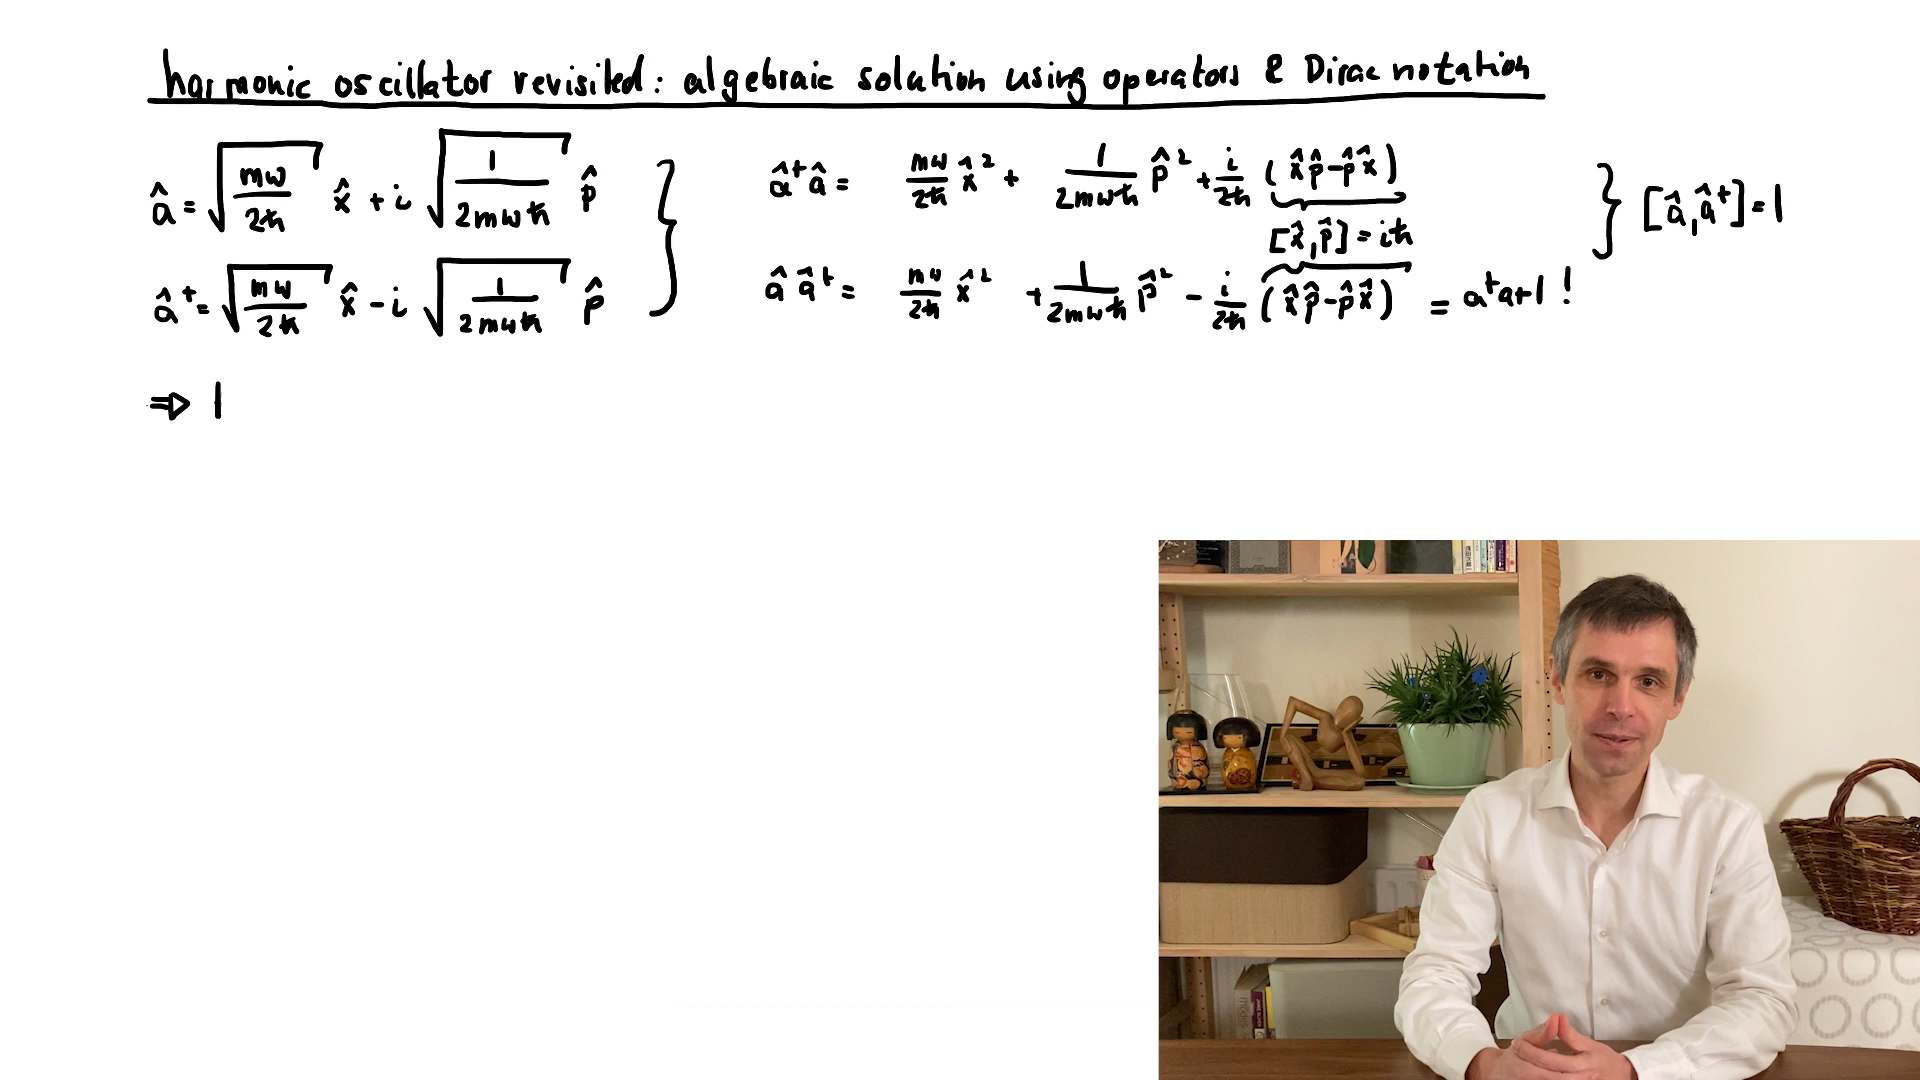 harmonic oscillator revisited: algebraic solution using operators & Dirac notation
â = √(mω/2ħ) x̂ + i √(1/2mωħ) p̂
â† = √(mω/2ħ) x̂ - i √(1/2mωħ) p̂ }
â†â = mω/2ħ x̂² + 1/2mωħ p̂² + i/2ħ (x̂p̂-p̂x̂)
[x̂,p̂] = iħ
ââ† = mω/2ħ x̂² + 1/2mωħ p̂² - i/2ħ (x̂p̂-p̂x̂) = a†a+1 !
} [â,â†]=1
⇒ |